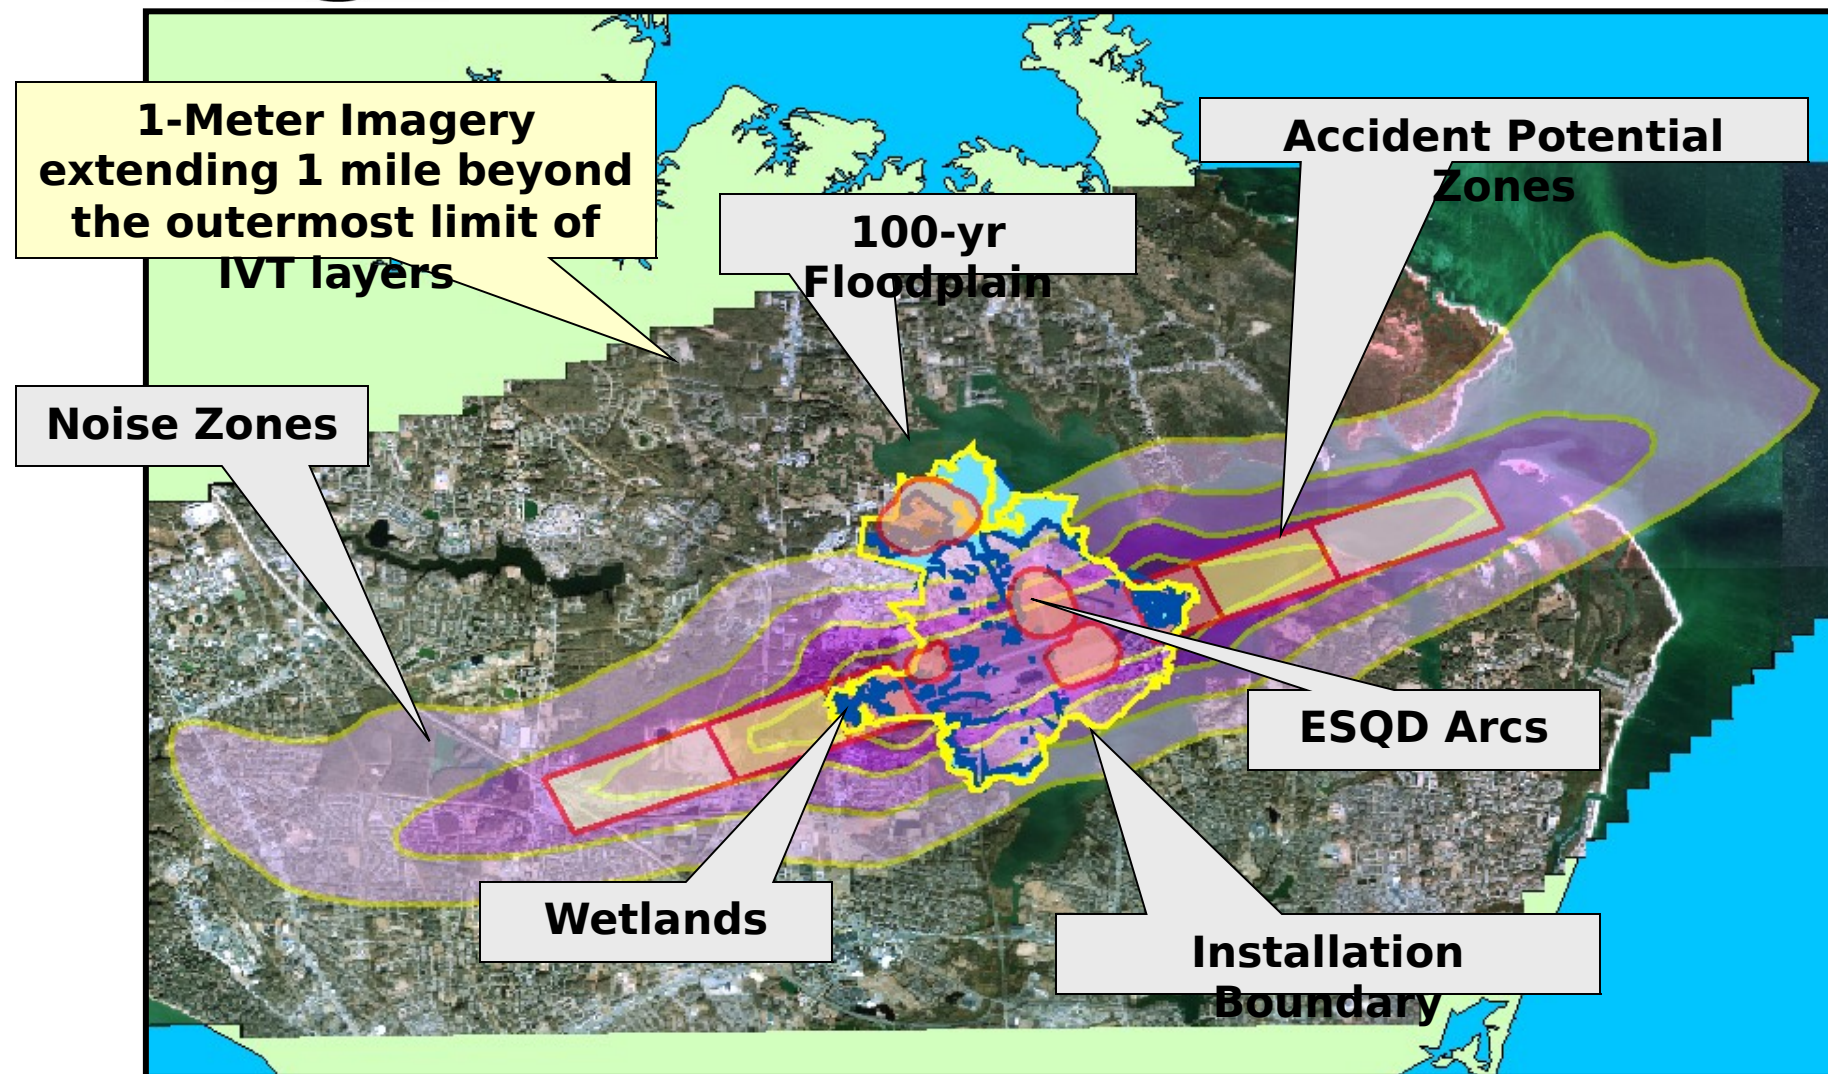 1-Meter Imagery
extending 1 mile beyond
the outermost limit of
IVT layers
Accident Potential
Zones
100-yr
Floodplain
Noise Zones
ESQD Arcs
Wetlands
Installation
Boundary